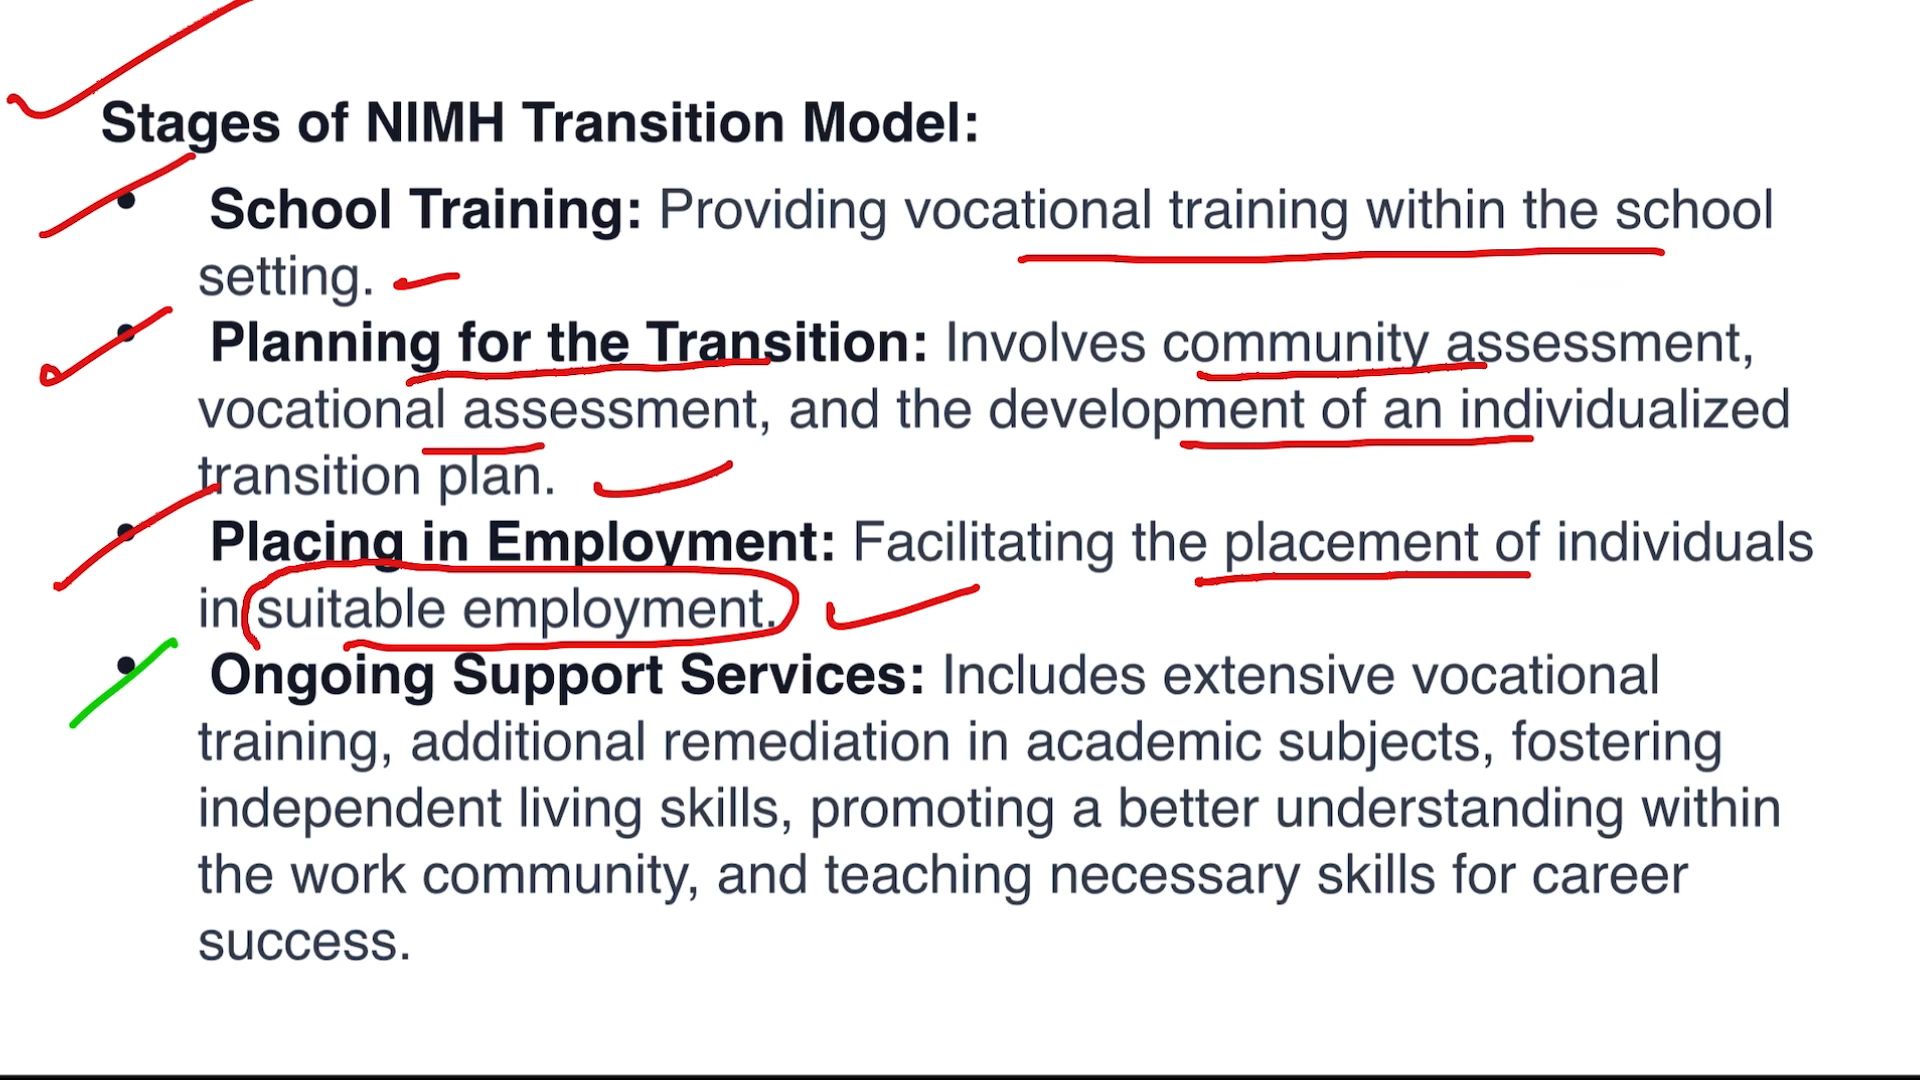 Stages of NIMH Transition Model:
• School Training: Providing vocational training within the school
setting.
• Planning for the Transition: Involves community assessment,
vocational assessment, and the development of an individualized
transition plan.
• Placing in Employment: Facilitating the placement of individuals
in suitable employment.
• Ongoing Support Services: Includes extensive vocational
training, additional remediation in academic subjects, fostering
independent living skills, promoting a better understanding within
the work community, and teaching necessary skills for career
success.